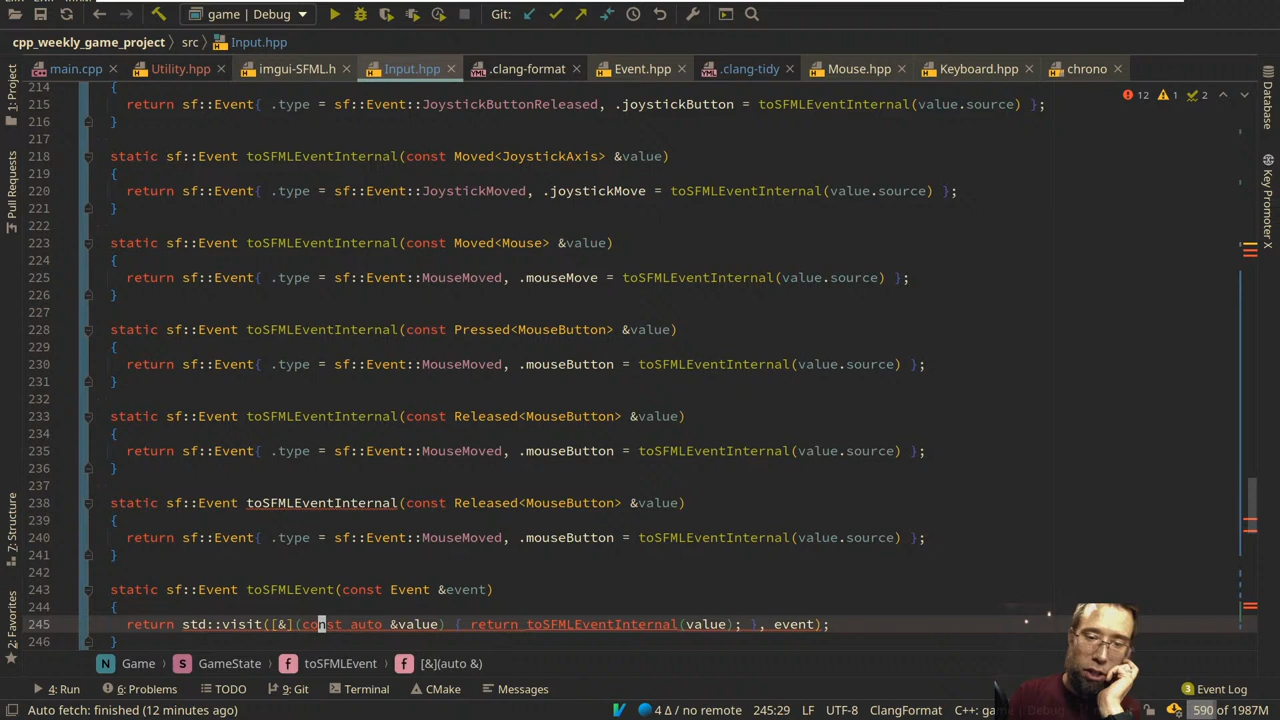 game | Debug
Git:
cpp_weekly_game_project
src
Input.hpp
main.cpp
Utility.hpp
imgui-SFML.h
Input.hpp
.clang-format
Event.hpp
.clang-tidy
Mouse.hpp
Keyboard.hpp
chrono
1: Project
Pull Requests
7: Structure
2: Favorites
Database
Key Promoter X
12 1 2
214 {
215 return sf::Event{ .type = sf::Event::JoystickButtonReleased, .joystickButton = toSFMLEventInternal(value.source) };
216 }
217
218 static sf::Event toSFMLEventInternal(const Moved<JoystickAxis> &value)
219 {
220 return sf::Event{ .type = sf::Event::JoystickMoved, .joystickMove = toSFMLEventInternal(value.source) };
221 }
222
223 static sf::Event toSFMLEventInternal(const Moved<Mouse> &value)
224 {
225 return sf::Event{ .type = sf::Event::MouseMoved, .mouseMove = toSFMLEventInternal(value.source) };
226 }
227
228 static sf::Event toSFMLEventInternal(const Pressed<MouseButton> &value)
229 {
230 return sf::Event{ .type = sf::Event::MouseMoved, .mouseButton = toSFMLEventInternal(value.source) };
231 }
232
233 static sf::Event toSFMLEventInternal(const Released<MouseButton> &value)
234 {
235 return sf::Event{ .type = sf::Event::MouseMoved, .mouseButton = toSFMLEventInternal(value.source) };
236 }
237
238 static sf::Event toSFMLEventInternal(const Released<MouseButton> &value)
239 {
240 return sf::Event{ .type = sf::Event::MouseMoved, .mouseButton = toSFMLEventInternal(value.source) };
241 }
242
243 static sf::Event toSFMLEvent(const Event &event)
244 {
245 return std::visit([&](const auto &value) { return toSFMLEventInternal(value); }, event);
246 }
N Game
S GameState
f toSFMLEvent
f [&](auto &)
4: Run
6: Problems
TODO
9: Git
Terminal
CMake
Messages
3 Event Log
Auto fetch: finished (12 minutes ago)
4 Δ / no remote
245:29
LF
UTF-8
ClangFormat
C++: game | Debug
590 of 1987M